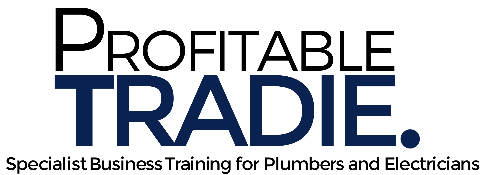 PROFITABLE
TRADIE.
Specialist Business Training for Plumbers and Electricians